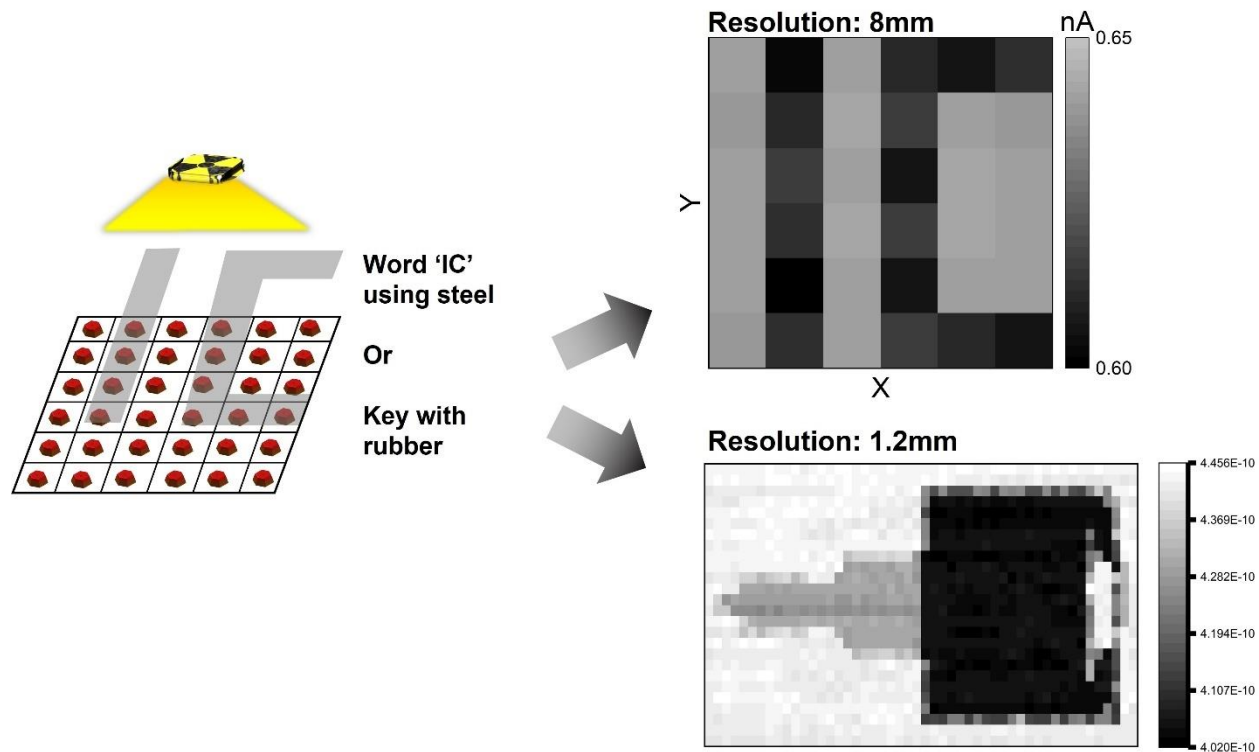 Resolution: 8mm
nA
0.65
Y
0.60
X
Word ‘IC’
using steel
Or
Key with
rubber
Resolution: 1.2mm
4.456E-10
4.369E-10
4.282E-10
4.194E-10
4.107E-10
4.020E-10